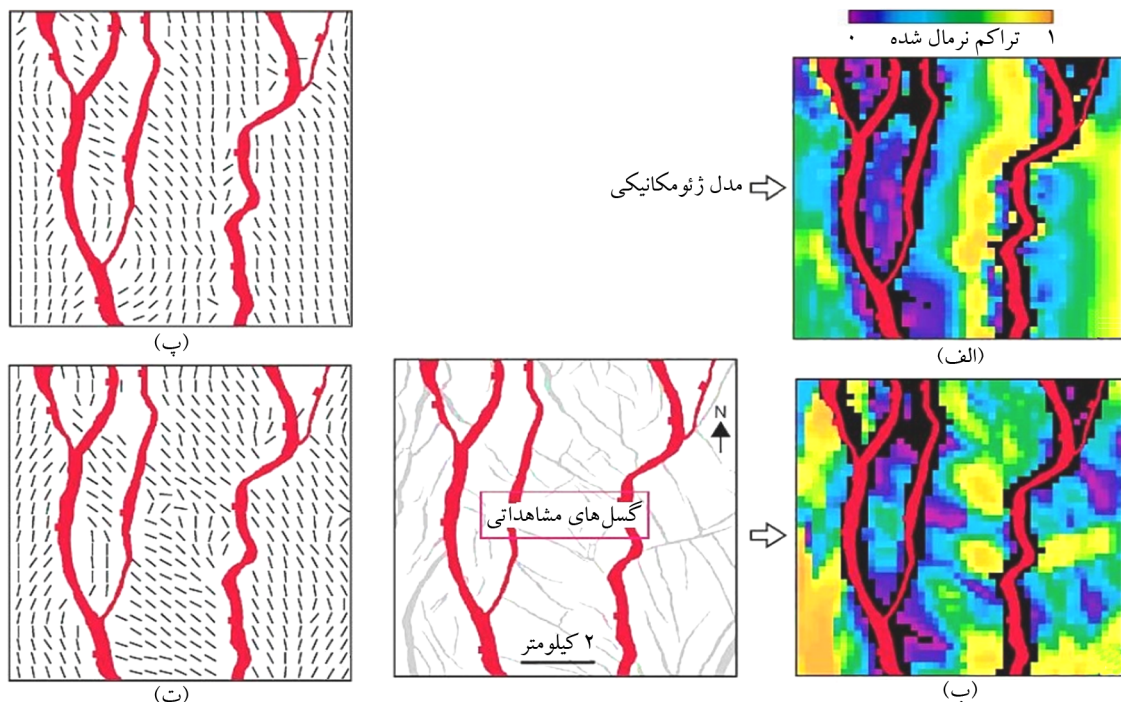 ۰ تراکم نرمال شده ۱
مدل ژئومکانیکی
(الف)
(پ)
N
گسل‌های مشاهداتی
۲ کیلومتر
(ب)
(ت)